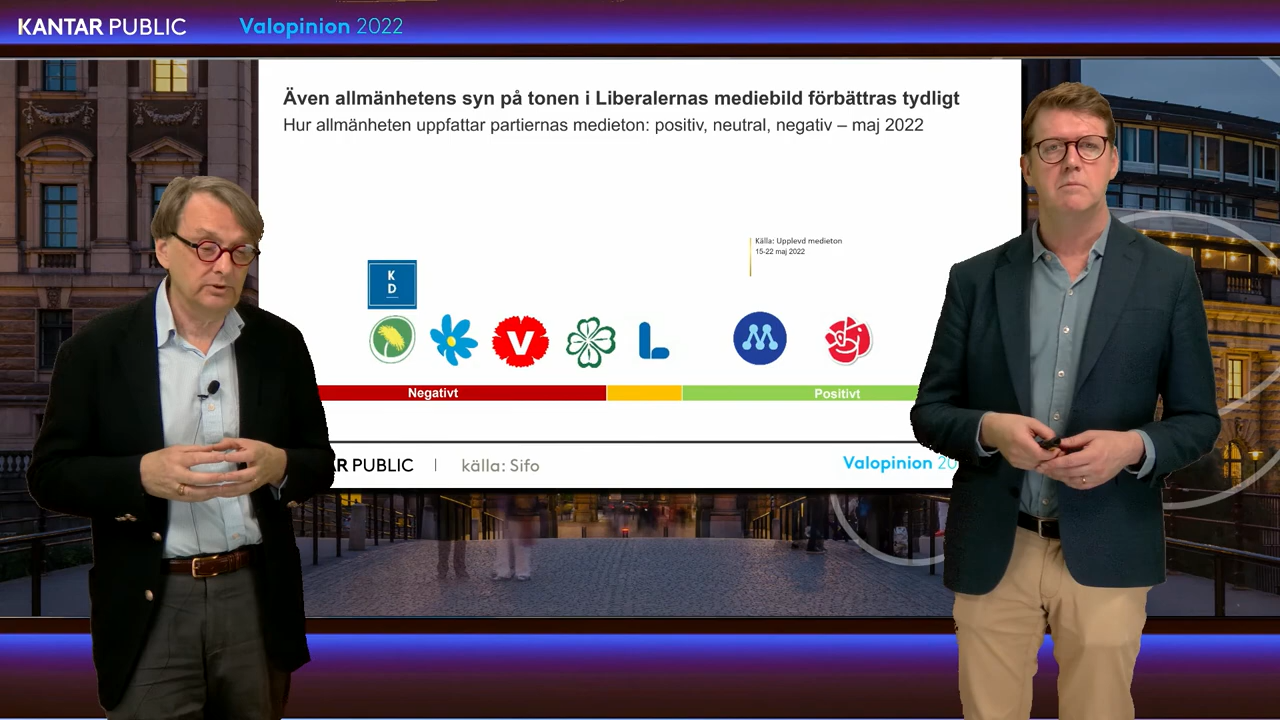 KANTAR PUBLIC
Valopinion 2022
Även allmänhetens syn på tonen i Liberalernas mediebild förbättras tydligt
Hur allmänheten uppfattar partiernas medieton: positiv, neutral, negativ – maj 2022
Källa: Upplevd medieton
15-22 maj 2022
K
D
V
L
M
S
Negativt
Positivt
AR PUBLIC | källa: Sifo
Valopinion 20